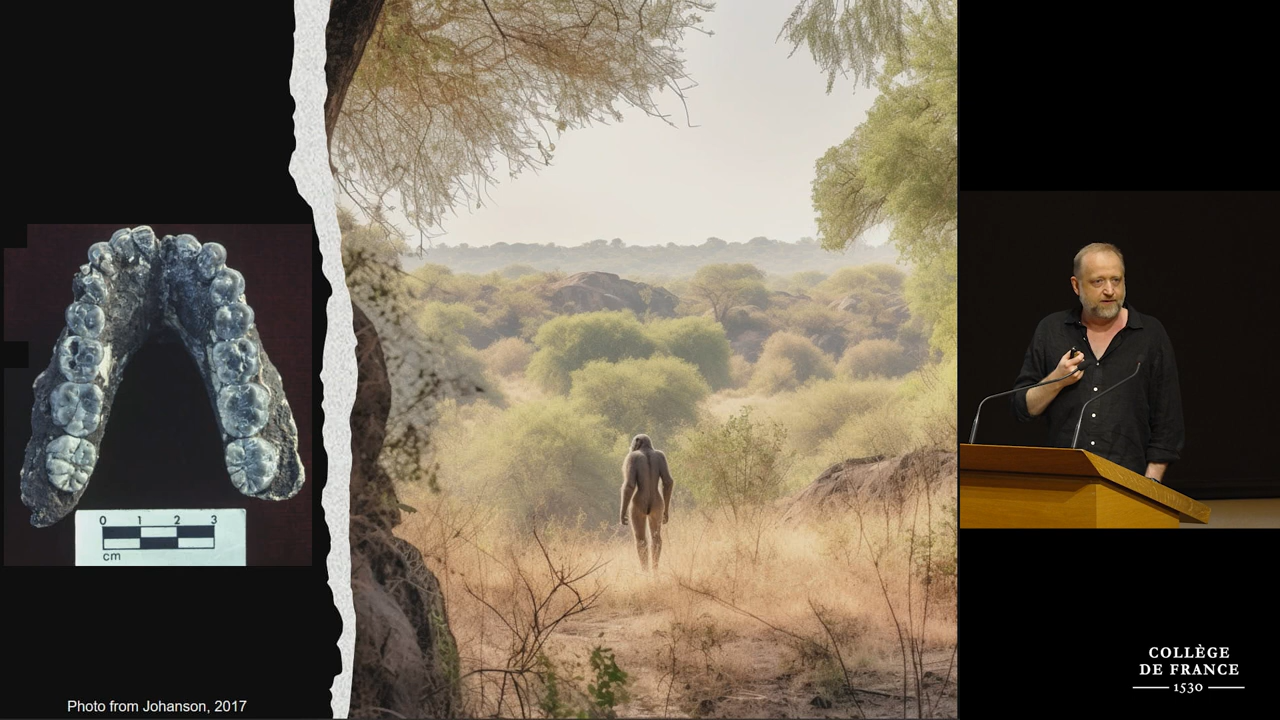 0 1 2 3
cm
Photo from Johanson, 2017
COLLÈGE
DE FRANCE
1530